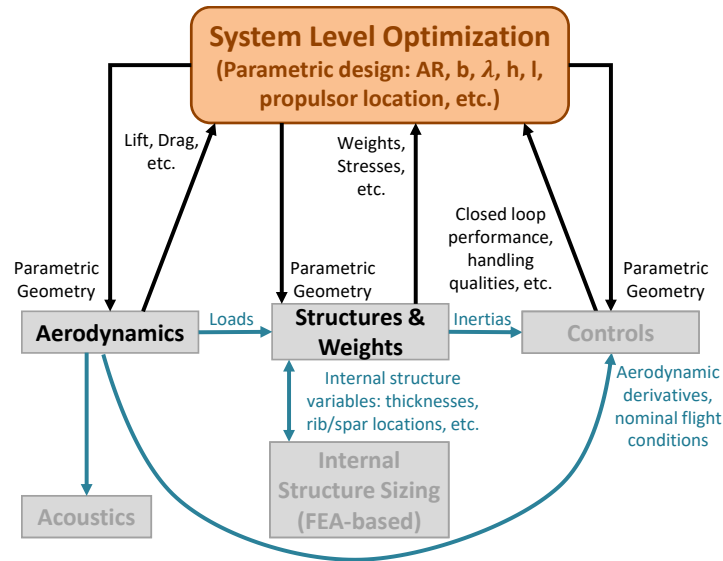 System Level Optimization
(Parametric design: AR, b, λ, h, l,
propulsor location, etc.)
Lift, Drag,
etc.
Weights,
Stresses,
etc.
Closed loop
performance,
handling
qualities, etc.
Parametric
Geometry
Parametric
Geometry
Parametric
Geometry
Aerodynamics
Loads
Structures &
Weights
Inertias
Controls
Internal structure
variables: thicknesses,
rib/spar locations, etc.
Aerodynamic
derivatives,
nominal flight
conditions
Acoustics
Internal
Structure Sizing
(FEA-based)